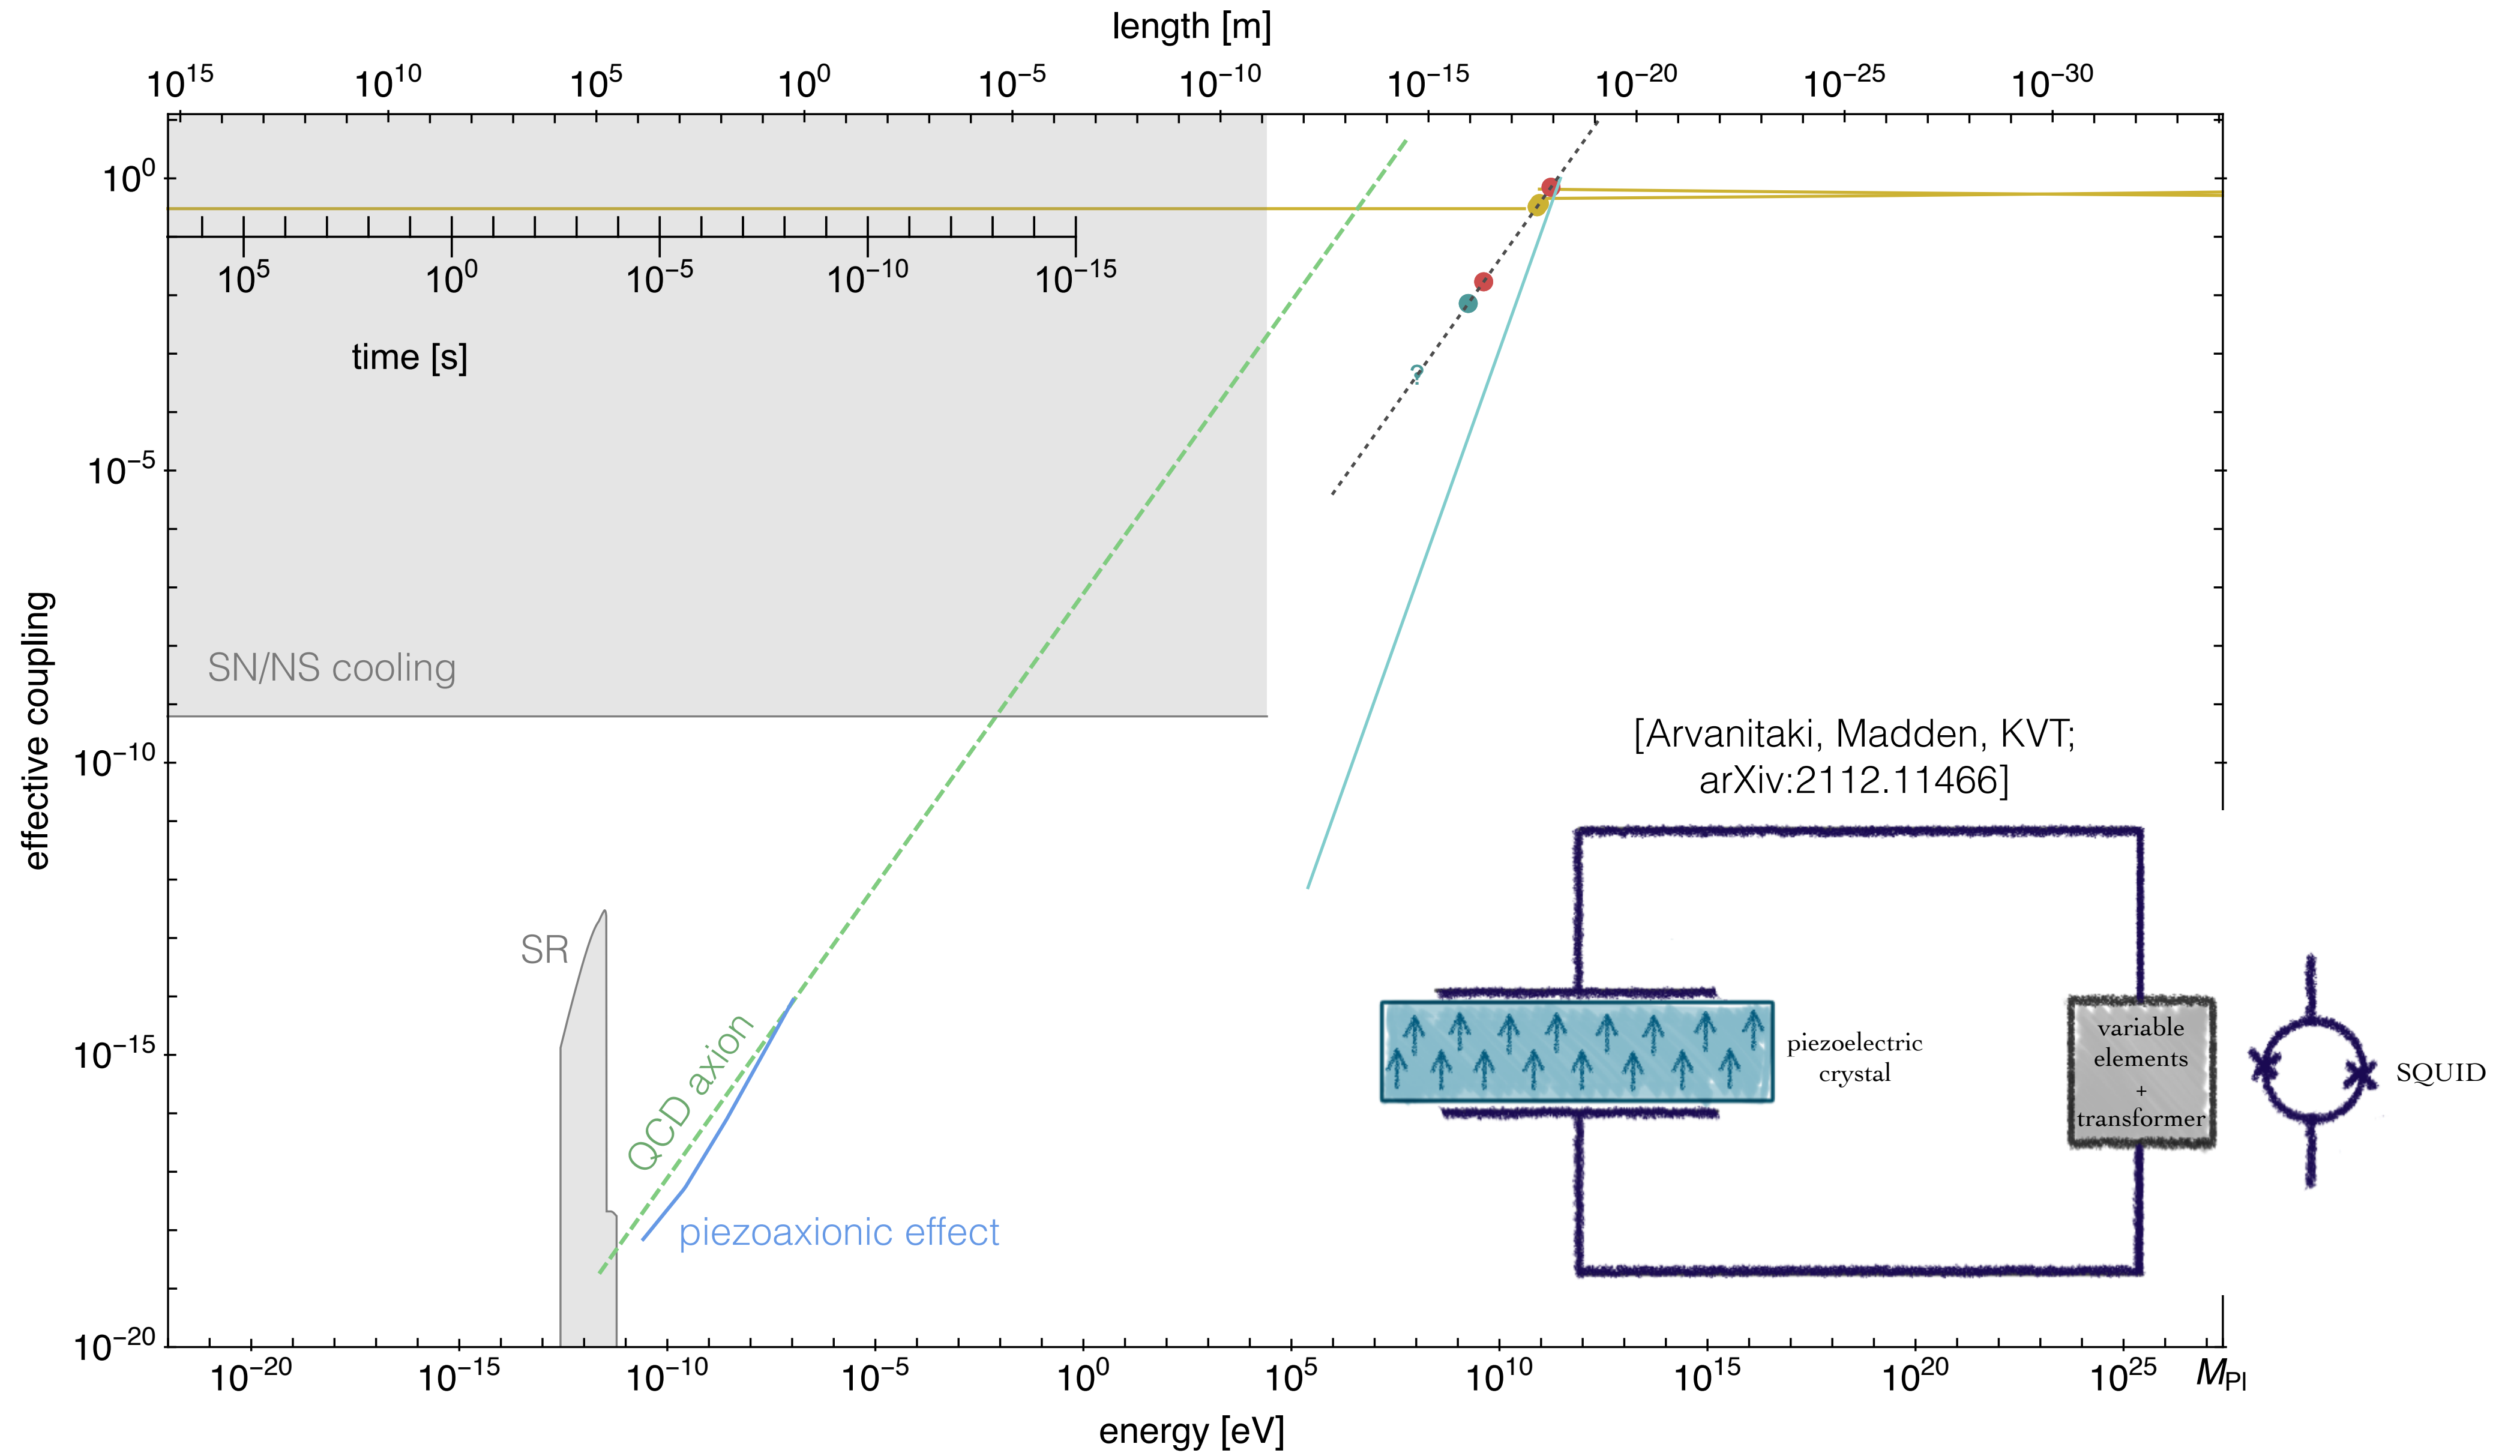 length [m]
10^15 10^10 10^5 10^0 10^−5 10^−10 10^−15 10^−20 10^−25 10^−30
10^0
10^5 10^0 10^−5 10^−10 10^−15
time [s]
?
10^−5
effective coupling
SN/NS cooling
10^−10
[Arvanitaki, Madden, KVT;
arXiv:2112.11466]
SR
10^−15
QCD axion
piezoaxionic effect
piezoelectric
crystal
variable
elements
+
transformer
SQUID
10^−20
10^−20 10^−15 10^−10 10^−5 10^0 10^5 10^10 10^15 10^20 10^25 M_Pl
energy [eV]